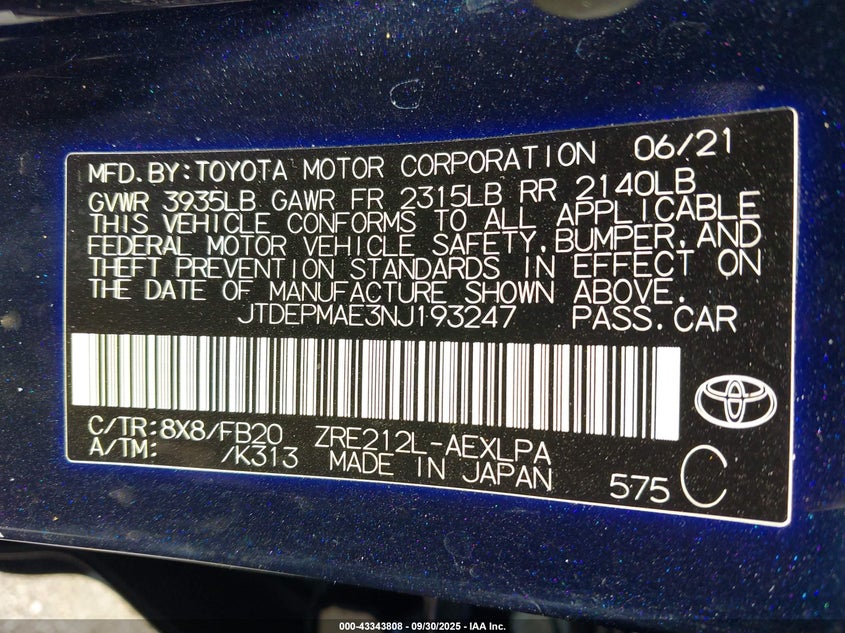 MFD.BY:TOYOTA MOTOR CORPORATION 06/21
GVWR 3935LB GAWR FR 2315LB RR 2140LB
THIS VEHICLE CONFORMS TO ALL APPLICABLE
FEDERAL MOTOR VEHICLE SAFETY,BUMPER,AND
THEFT PREVENTION STANDARDS IN EFFECT ON
THE DATE OF MANUFACTURE SHOWN ABOVE.
JTDEPMAE3NJ193247 PASS.CAR
C/TR:8X8/FB20 ZRE212L-AEXLPA
A/TM: /K313 MADE IN JAPAN 575 C
000-43343808 - 09/30/2025 - IAA Inc.